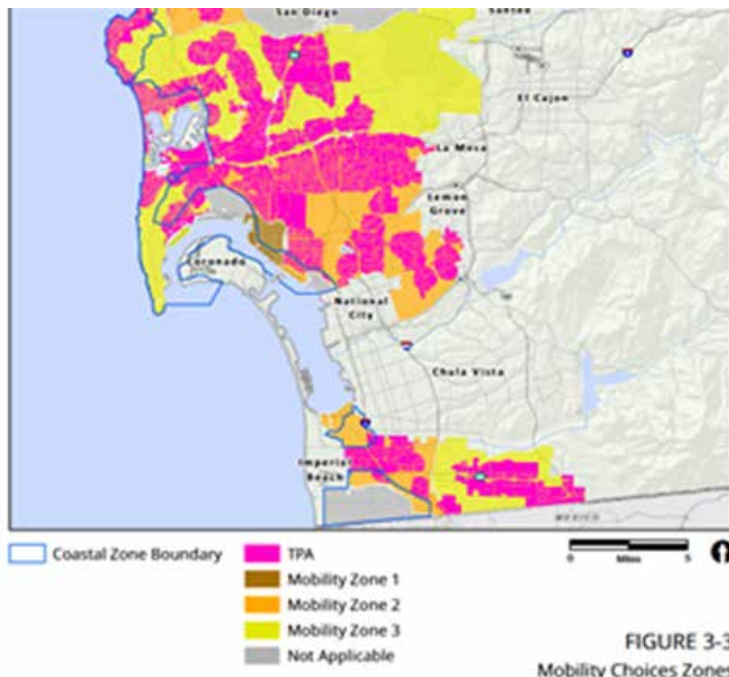 San Diego
Santee
El Cajon
La Mesa
Lemon
Grove
Coronado
National
City
Chula Vista
Imperial
Beach
MEXICO
Coastal Zone Boundary
TPA
Mobility Zone 1
Mobility Zone 2
Mobility Zone 3
Not Applicable
0
Miles
5
FIGURE 3-3
Mobility Choices Zones